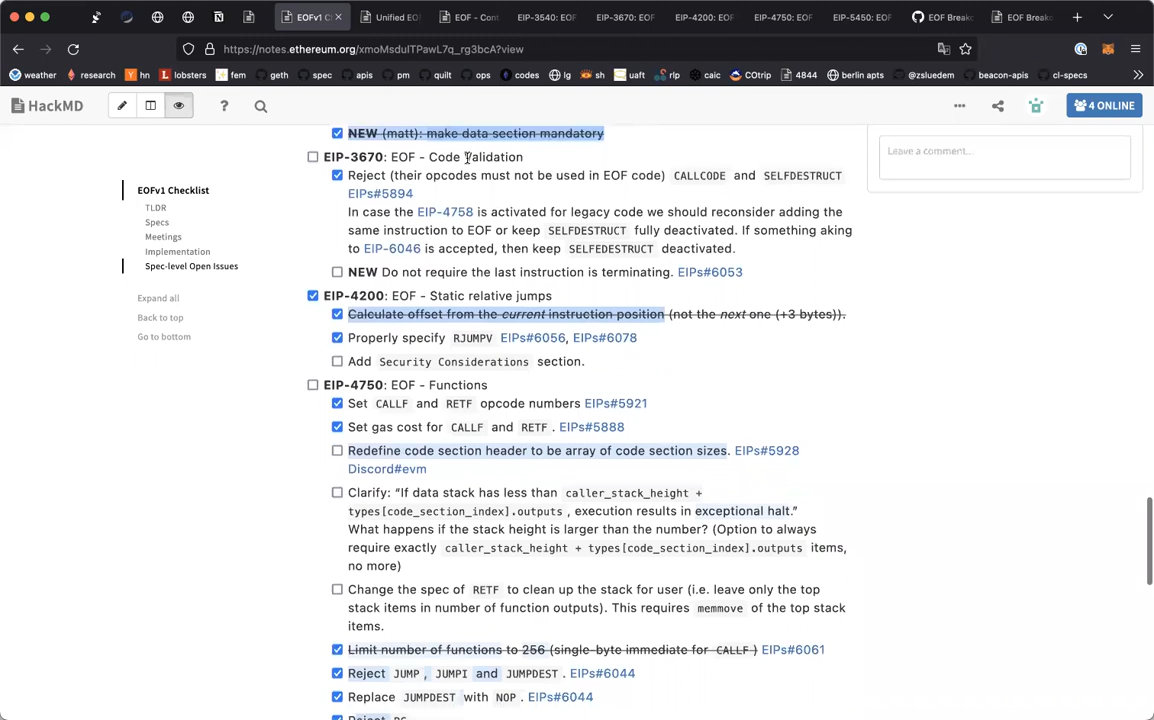 EOFv1 C
Unified EO
EOF - Cont
EIP-3540: EOF
EIP-3670: EOF
EIP-4200: EOF
EIP-4750: EOF
EIP-5450: EOF
EOF Break
EOF Break
https://notes.ethereum.org/xmoMsduITPawL7q_rg3bcA?view
weather
research
hn
lobsters
fem
geth
spec
apis
pm
quilt
ops
codes
lg
sh
uaft
rlp
calc
COtrip
4844
berlin apts
@zsluedem
beacon-apis
cl-specs
HackMD
4 ONLINE
NEW (matt): make data section mandatory
Leave a comment...
EOFv1 Checklist
TLDR
Specs
Meetings
Implementation
Spec-level Open Issues
Expand all
Back to top
Go to bottom
EIP-3670: EOF - Code Validation
Reject (their opcodes must not be used in EOF code) CALLCODE and SELFDESTRUCT
EIPs#5894
In case the EIP-4758 is activated for legacy code we should reconsider adding the
same instruction to EOF or keep SELFDESTRUCT fully deactivated. If something aking
to EIP-6046 is accepted, then keep SELFEDESTRUCT deactivated.
NEW Do not require the last instruction is terminating. EIPs#6053
EIP-4200: EOF - Static relative jumps
Calculate offset from the current instruction position (not the next one (+3 bytes)).
Properly specify RJUMPV EIPs#6056, EIPs#6078
Add Security Considerations section.
EIP-4750: EOF - Functions
Set CALLF and RETF opcode numbers EIPs#5921
Set gas cost for CALLF and RETF. EIPs#5888
Redefine code section header to be array of code section sizes. EIPs#5928
Discord#evm
Clarify: “If data stack has less than caller_stack_height +
types[code_section_index].outputs, execution results in exceptional halt.”
What happens if the stack height is larger than the number? (Option to always
require exactly caller_stack_height + types[code_section_index].outputs items,
no more)
Change the spec of RETF to clean up the stack for user (i.e. leave only the top
stack items in number of function outputs). This requires memmove of the top stack
items.
Limit number of functions to 256 (single-byte immediate for CALLF) EIPs#6061
Reject JUMP, JUMPI and JUMPDEST. EIPs#6044
Replace JUMPDEST with NOP. EIPs#6044
Reject PC